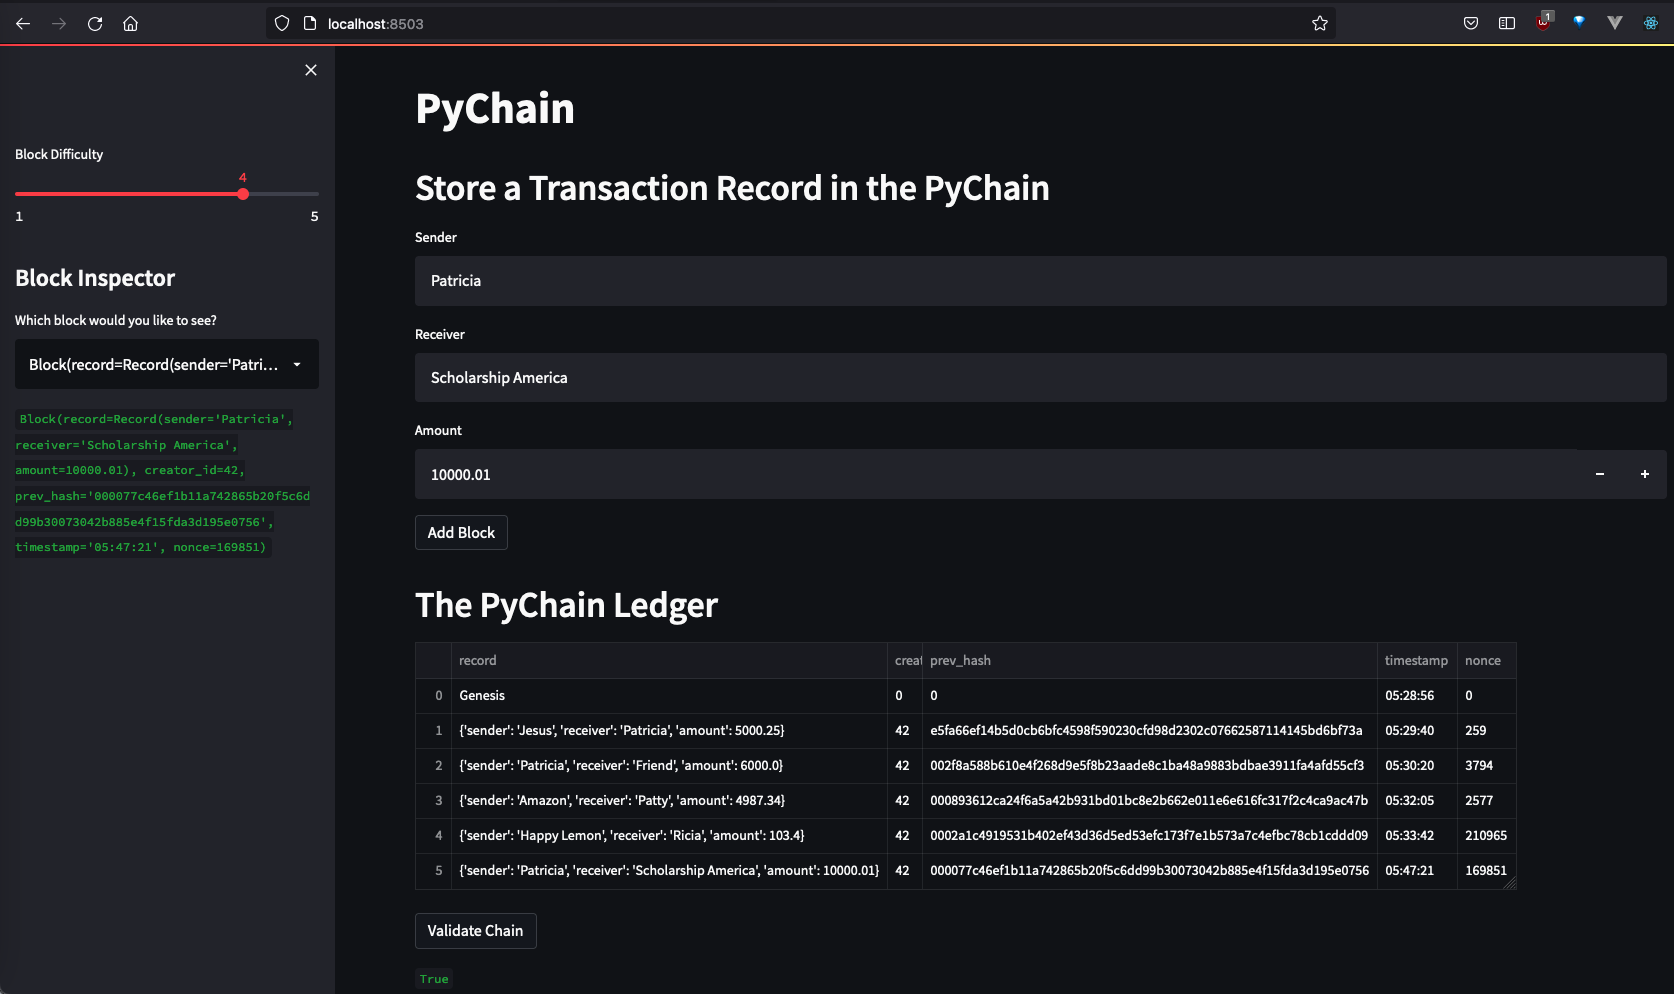 localhost:8503
1
Block Difficulty
4
1 5
Block Inspector
Which block would you like to see?
Block(record=Record(sender='Patri...
Block(record=Record(sender='Patricia',
receiver='Scholarship America',
amount=10000.01), creator_id=42,
prev_hash='000077c46ef1b11a742865b20f5c6d
d99b30073042b885e4f15fda3d195e0756',
timestamp='05:47:21', nonce=169851)
PyChain
Store a Transaction Record in the PyChain
Sender
Patricia
Receiver
Scholarship America
Amount
10000.01 - +
Add Block
The PyChain Ledger
record creat prev_hash timestamp nonce
0 Genesis 0 0 05:28:56 0
1 {'sender': 'Jesus', 'receiver': 'Patricia', 'amount': 5000.25} 42 e5fa66ef14b5d0cb6bfc4598f590230cfd98d2302c07662587114145bd6bf73a 05:29:40 259
2 {'sender': 'Patricia', 'receiver': 'Friend', 'amount': 6000.0} 42 002f8a588b610e4f268d9e5f8b23aade8c1ba48a9883bdbae3911fa4afd55cf3 05:30:20 3794
3 {'sender': 'Amazon', 'receiver': 'Patty', 'amount': 4987.34} 42 000893612ca24f6a5a42b931bd01bc8e2b662e011e6e616fc317f2c4ca9ac47b 05:32:05 2577
4 {'sender': 'Happy Lemon', 'receiver': 'Ricia', 'amount': 103.4} 42 0002a1c4919531b402ef43d36d5ed53efc173f7e1b573a7c4efbc78cb1cddd09 05:33:42 210965
5 {'sender': 'Patricia', 'receiver': 'Scholarship America', 'amount': 10000.01} 42 000077c46ef1b11a742865b20f5c6dd99b30073042b885e4f15fda3d195e0756 05:47:21 169851
Validate Chain
True